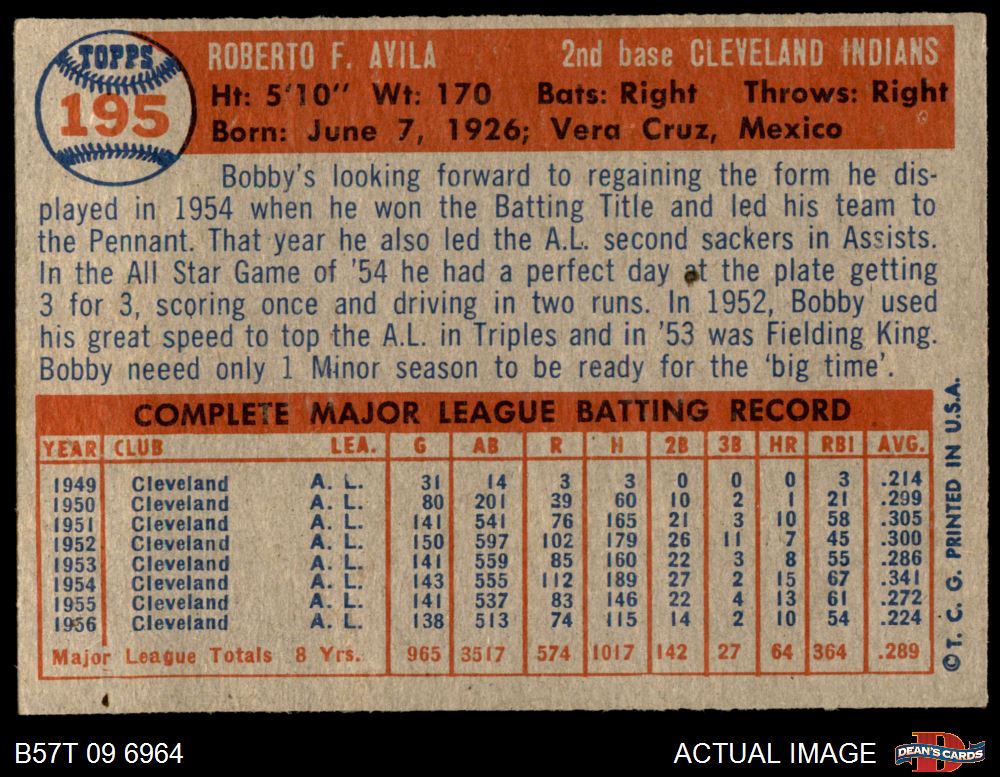 TOPPS
195
ROBERTO F. AVILA 2nd base CLEVELAND INDIANS
Ht: 5'10" Wt: 170 Bats: Right Throws: Right
Born: June 7, 1926; Vera Cruz, Mexico
Bobby's looking forward to regaining the form he dis-
played in 1954 when he won the Batting Title and led his team to
the Pennant. That year he also led the A.L. second sackers in Assists.
In the All Star Game of '54 he had a perfect day at the plate getting
3 for 3, scoring once and driving in two runs. In 1952, Bobby used
his great speed to top the A.L. in Triples and in '53 was Fielding King.
Bobby neeed only 1 Minor season to be ready for the 'big time'.
COMPLETE MAJOR LEAGUE BATTING RECORD
YEAR CLUB LEA. G AB R H 2B 3B HR RBI AVG.
1949 Cleveland A. L. 31 14 3 3 0 0 0 3 .214
1950 Cleveland A. L. 80 201 39 60 10 2 1 21 .299
1951 Cleveland A. L. 141 541 76 165 21 3 10 58 .305
1952 Cleveland A. L. 150 597 102 179 26 11 7 45 .300
1953 Cleveland A. L. 141 559 85 160 22 3 8 55 .286
1954 Cleveland A. L. 143 555 112 189 27 2 15 67 .341
1955 Cleveland A. L. 141 537 83 146 22 4 13 61 .272
1956 Cleveland A. L. 138 513 74 115 14 2 10 54 .224
Major League Totals 8 Yrs. 965 3517 574 1017 142 27 64 364 .289
© T. C. G. PRINTED IN U.S.A.
B57T 09 6964 ACTUAL IMAGE
DEAN'S CARDS